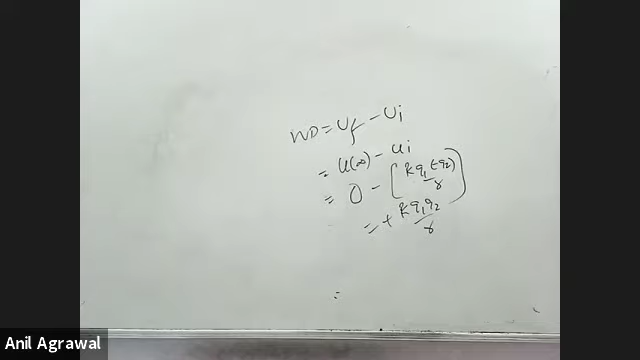 WD = Uf - Ui
= U(∞) - Ui
= 0 - [kq₁(-q₂)/r]
= + kq₁q₂/r
=
Anil Agrawal